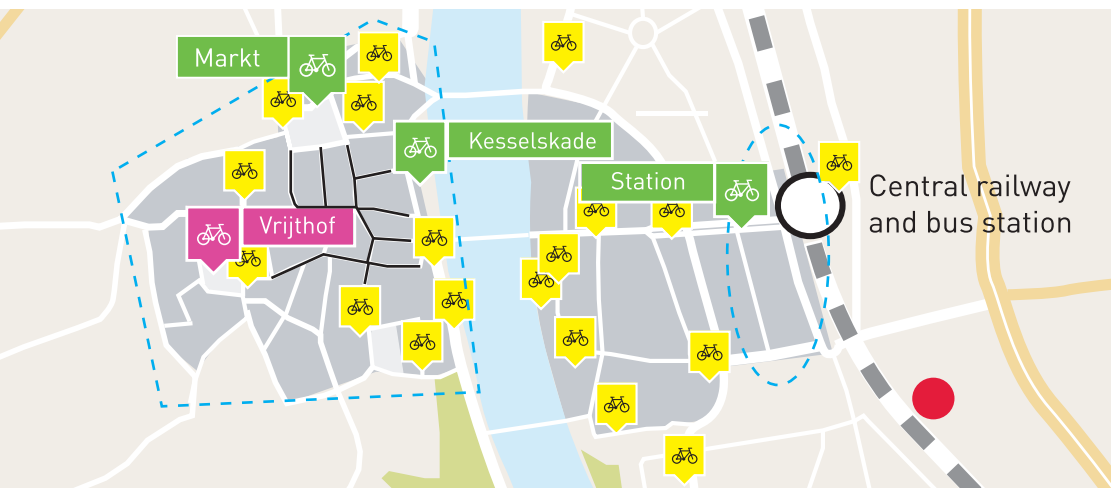 Markt
Kesselskade
Station
Central railway
and bus station
Vrijthof